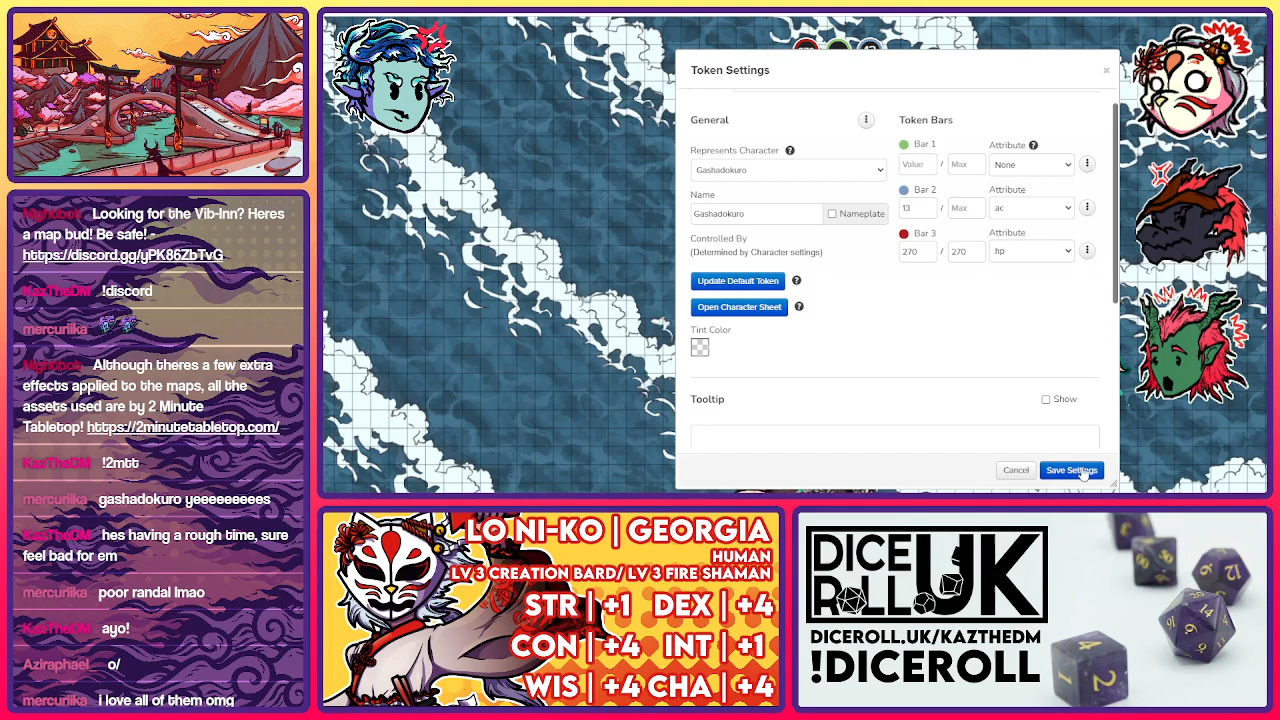 Nightbot Looking for the Vib-Inn? Heres
a map bud! Be safe! -
https://discord.gg/yPK86ZbTvG
KazTheDM !discord
mercuriika
Nightbot Although theres a few extra
effects applied to the maps, all the
assets used are by 2 Minute
Tabletop! https://2minutetabletop.com/
KazTheDM !2mtt
mercuriika gashadokuro yeeeeeeeees
KazTheDM hes having a rough time, sure
feel bad for em
mercuriika poor randal lmao
KazTheDM ayo!
Aziraphael o/
mercuriika i love all of them omg
Token Settings
×
General
Represents Character ?
Gashadokuro
Name
Gashadokuro
Nameplate
Controlled By
(Determined by Character settings)
Update Default Token ?
Open Character Sheet ?
Tint Color
Token Bars
Bar 1 Attribute ?
Value / Max None
Bar 2 Attribute
13 / Max ac
Bar 3 Attribute
270 / 270 hp
Tooltip Show
Cancel Save Settings
LO NI-KO | GEORGIA
HUMAN
LV 3 CREATION BARD/ LV 3 FIRE SHAMAN
STR | +1 DEX | +4
CON | +4 INT | +1
WIS | +4 CHA | +4
DICE
ROLL
UK
DICEROLL.UK/KAZTHEDM
!DICEROLL
12
14
9
6
4
2